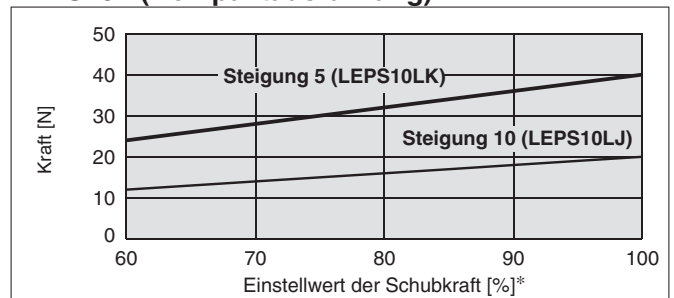 50
40
30
20
10
0
Kraft [N]
Steigung 5 (LEPS10LK)
Steigung 10 (LEPS10LJ)
60 70 80 90 100
Einstellwert der Schubkraft [%]*